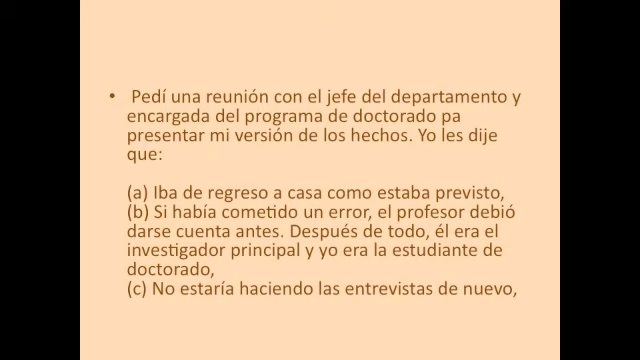 • Pedí una reunión con el jefe del departamento y
encargada del programa de doctorado pa
presentar mi versión de los hechos. Yo les dije
que:
(a) Iba de regreso a casa como estaba previsto,
(b) Si había cometido un error, el profesor debió
darse cuenta antes. Después de todo, él era el
investigador principal y yo era la estudiante de
doctorado,
(c) No estaría haciendo las entrevistas de nuevo,